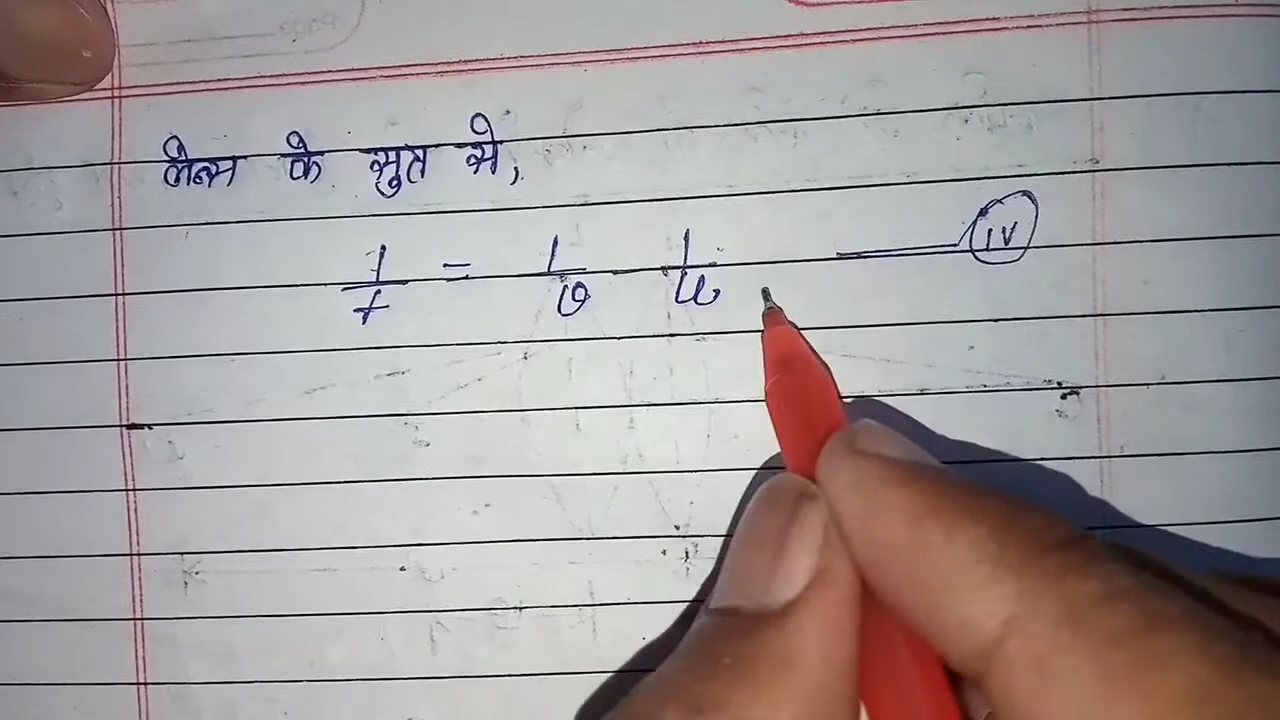 लेन्स के सुत से,
1/f = 1/v - 1/u —— (iv)